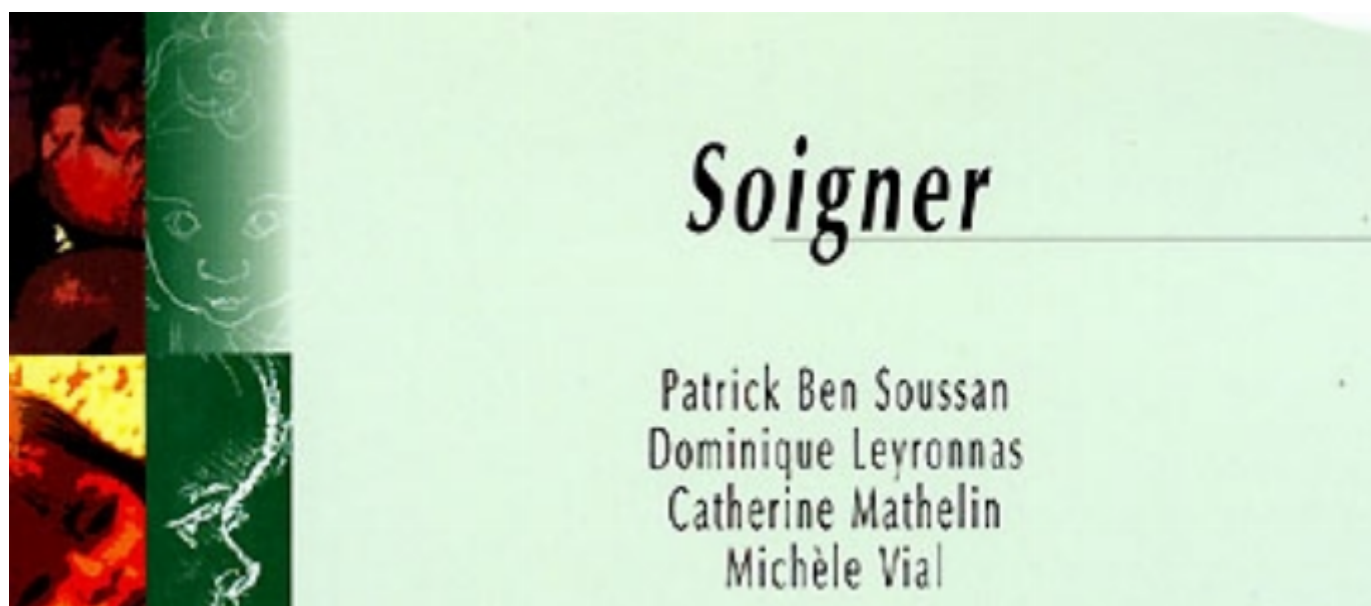 Soigner
Patrick Ben Soussan
Dominique Leyronnas
Catherine Mathelin
Michèle Vial